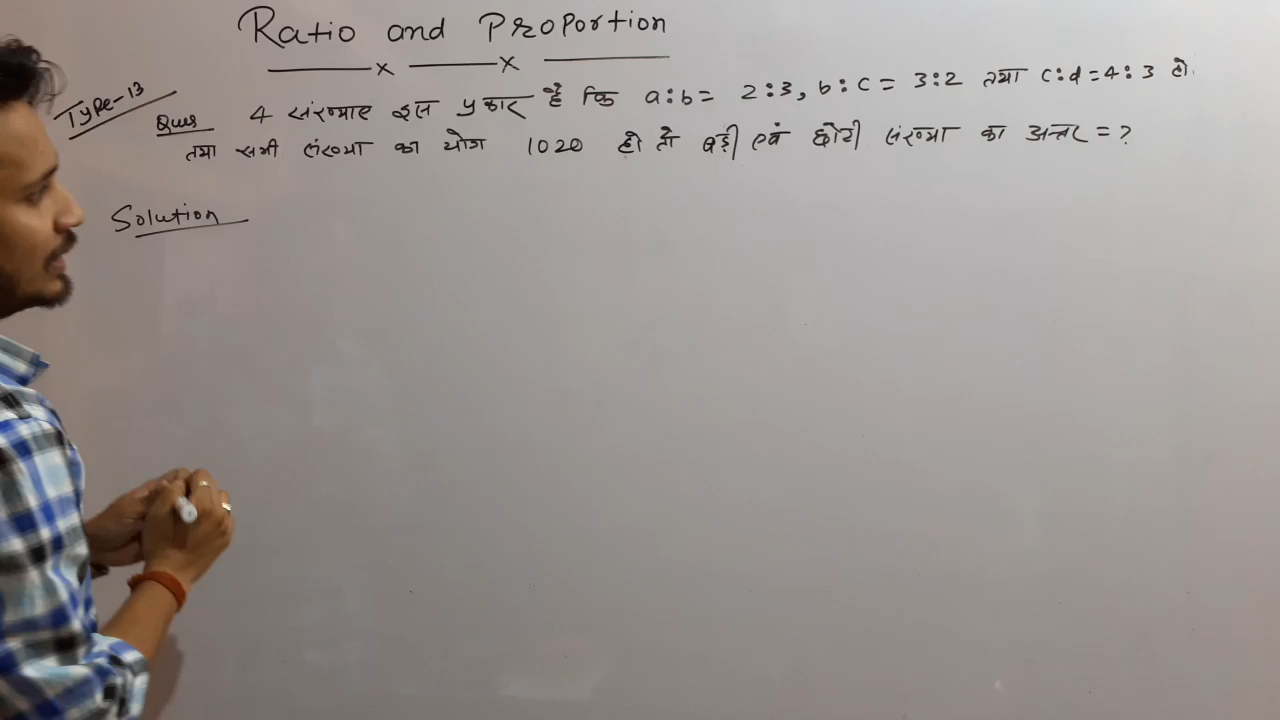 Ratio and Proportion
Type-13
Ques 4 संख्याए इस प्रकार है कि a:b= 2:3, b:c = 3:2 तथा c:d=4:3 हो.
तथा सभी संख्या का योग 1020 हो तो बड़ी एवं छोटी संख्या का अन्तर = ?
Solution